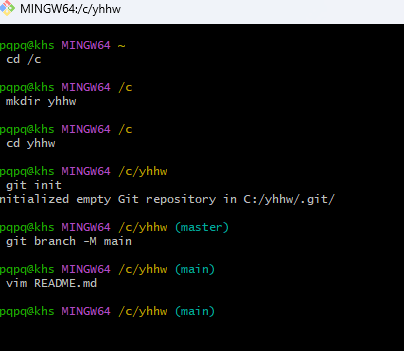 MINGW64:/c/yhhw
pqpq@khs MINGW64 ~
cd /c
pqpq@khs MINGW64 /c
mkdir yhhw
pqpq@khs MINGW64 /c
cd yhhw
pqpq@khs MINGW64 /c/yhhw
git init
nitialized empty Git repository in C:/yhhw/.git/
pqpq@khs MINGW64 /c/yhhw (master)
git branch -M main
pqpq@khs MINGW64 /c/yhhw (main)
vim README.md
pqpq@khs MINGW64 /c/yhhw (main)